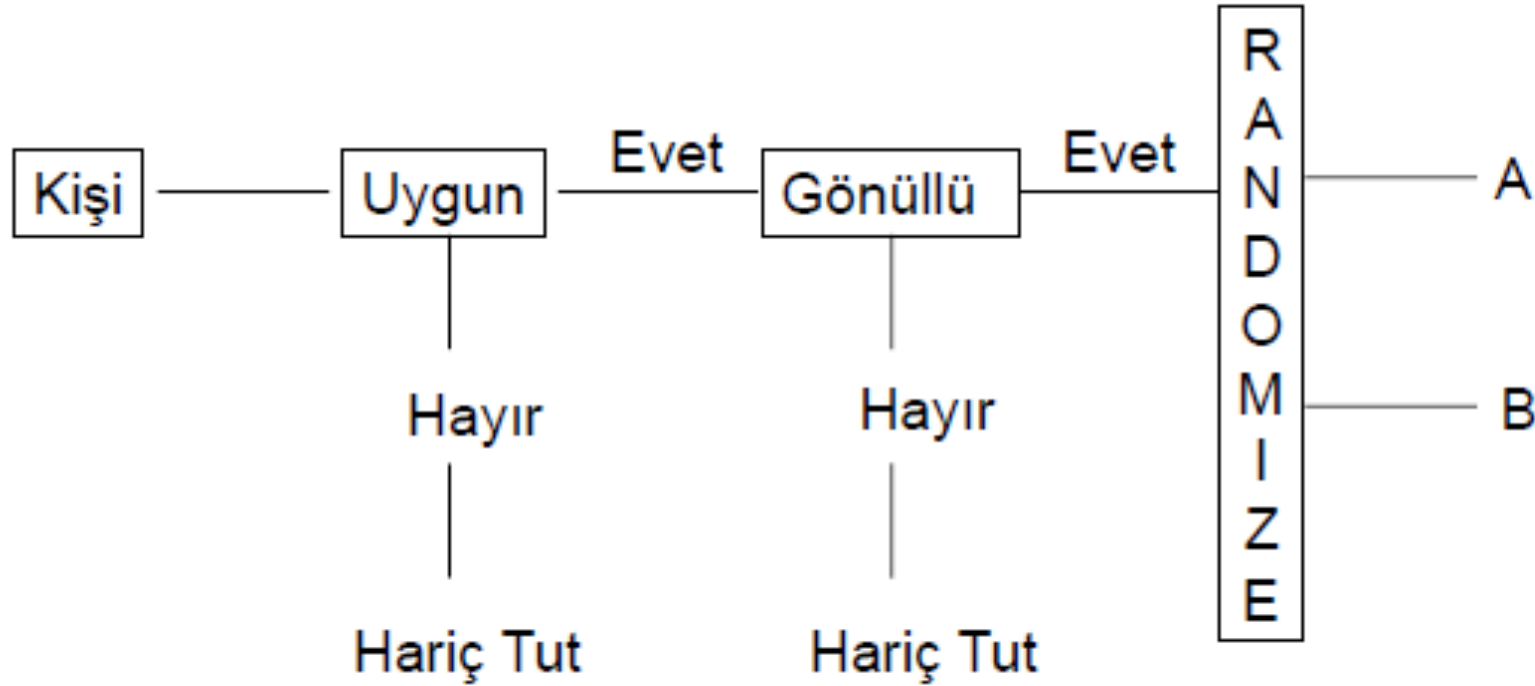 Kişi
Uygun
Evet
Gönüllü
Evet
RANDOMIZE
A
B
Hayır
Hayır
Hariç Tut
Hariç Tut